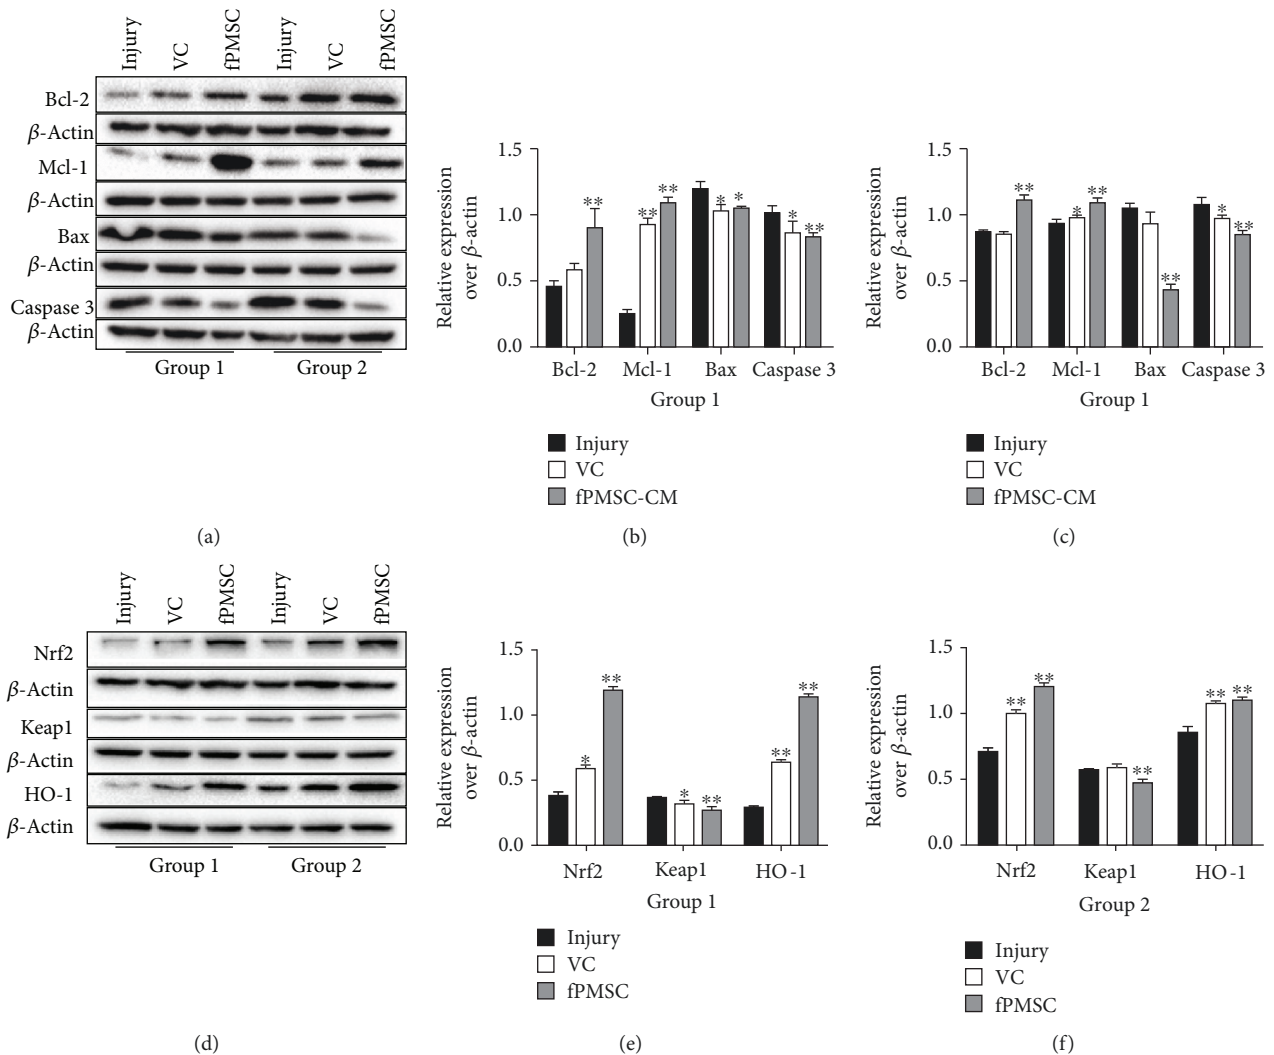 Injury VC fPMSC Injury VC fPMSC
Bcl-2
β-Actin
Mcl-1
β-Actin
Bax
β-Actin
Caspase 3
β-Actin
Group 1 Group 2
(a)
Relative expression
over β-actin
1.5
1.0
0.5
0.0
** ** ** * * * **
Bcl-2 Mcl-1 Bax Caspase 3
Group 1
Injury
VC
fPMSC-CM
(b)
Relative expression
over β-actin
1.5
1.0
0.5
0.0
** * ** ** * **
Bcl-2 Mcl-1 Bax Caspase 3
Group 1
Injury
VC
fPMSC-CM
(c)
Injury VC fPMSC Injury VC fPMSC
Nrf2
β-Actin
Keap1
β-Actin
HO-1
β-Actin
Group 1 Group 2
(d)
Relative expression
over β-actin
1.5
1.0
0.5
0.0
* ** * ** ** **
Nrf2 Keap1 HO-1
Group 1
Injury
VC
fPMSC
(e)
Relative expression
over β-actin
1.5
1.0
0.5
0.0
** ** ** ** **
Nrf2 Keap1 HO-1
Group 2
Injury
VC
fPMSC
(f)